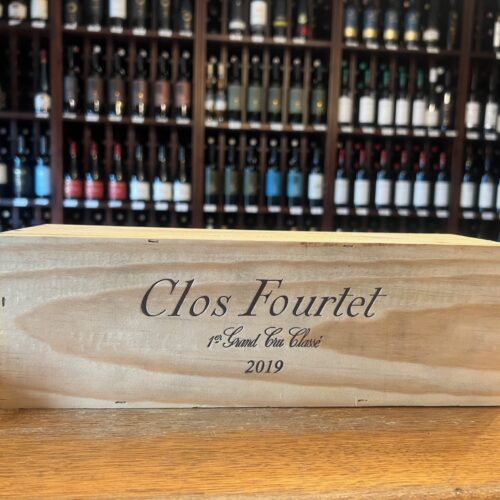 Clos Fourtet
1er Grand Cru Classé
2019